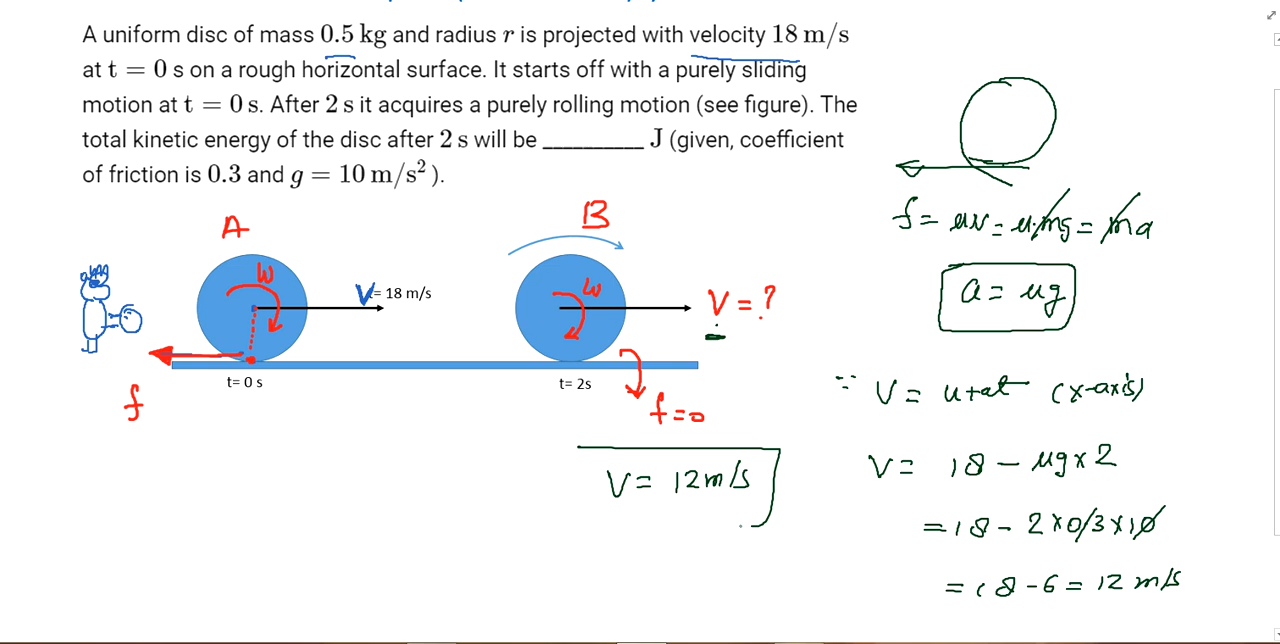 A uniform disc of mass 0.5 kg and radius r is projected with velocity 18 m/s
at t = 0 s on a rough horizontal surface. It starts off with a purely sliding
motion at t = 0 s. After 2 s it acquires a purely rolling motion (see figure). The
total kinetic energy of the disc after 2 s will be __________ J (given, coefficient
of friction is 0.3 and g = 10 m/s² ).
A
B
f = μN = μ·mg = ma
ω
ω
V = 18 m/s
V = ?
a = μg
t= 0 s
t= 2s
f
f = 0
∵ V = u+at (x-axis)
V = 18 - μg×2
V = 12 m/s
= 18 - 2×0/3×10
= 18 - 6 = 12 m/s